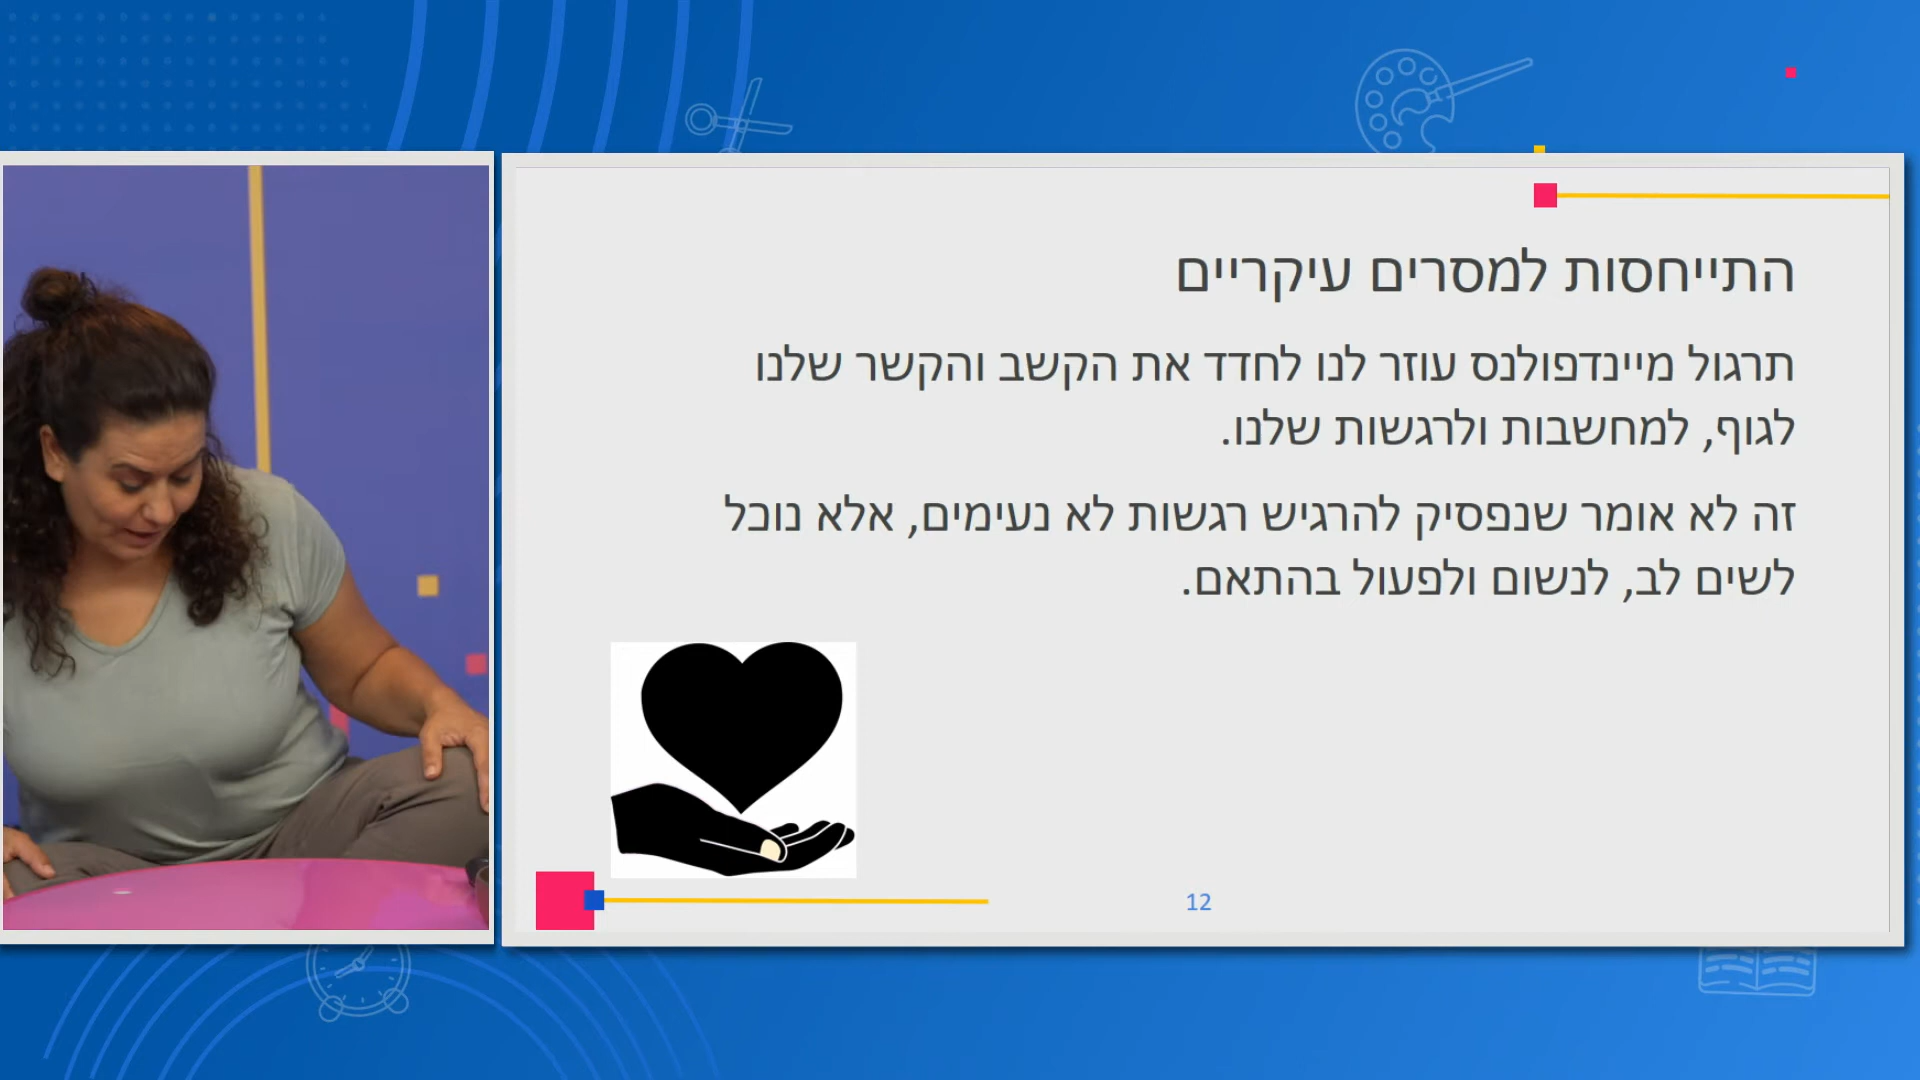 התייחסות למסרים עיקריים
תרגול מיינדפולנס עוזר לנו לחדד את הקשב והקשר שלנו
לגוף, למחשבות ולרגשות שלנו.
זה לא אומר שנפסיק להרגיש רגשות לא נעימים, אלא נוכל
לשים לב, לנשום ולפעול בהתאם.
12